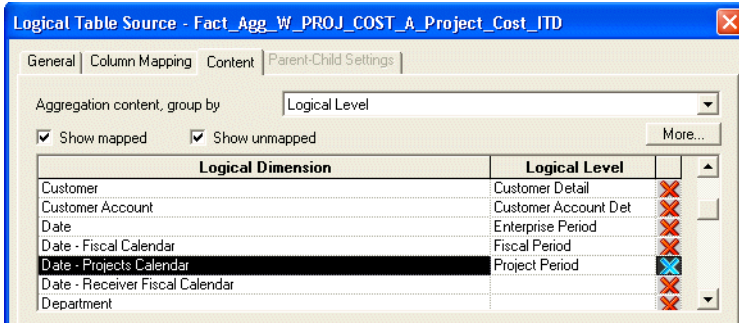 Logical Table Source - Fact_Agg_W_PROJ_COST_A_Project_Cost_ITD
General Column Mapping Content Parent-Child Settings
Aggregation content, group by Logical Level
Show mapped Show unmapped More...
Logical Dimension Logical Level
Customer Customer Detail
Customer Account Customer Account Det
Date Enterprise Period
Date - Fiscal Calendar Fiscal Period
Date - Projects Calendar Project Period
Date - Receiver Fiscal Calendar
Department